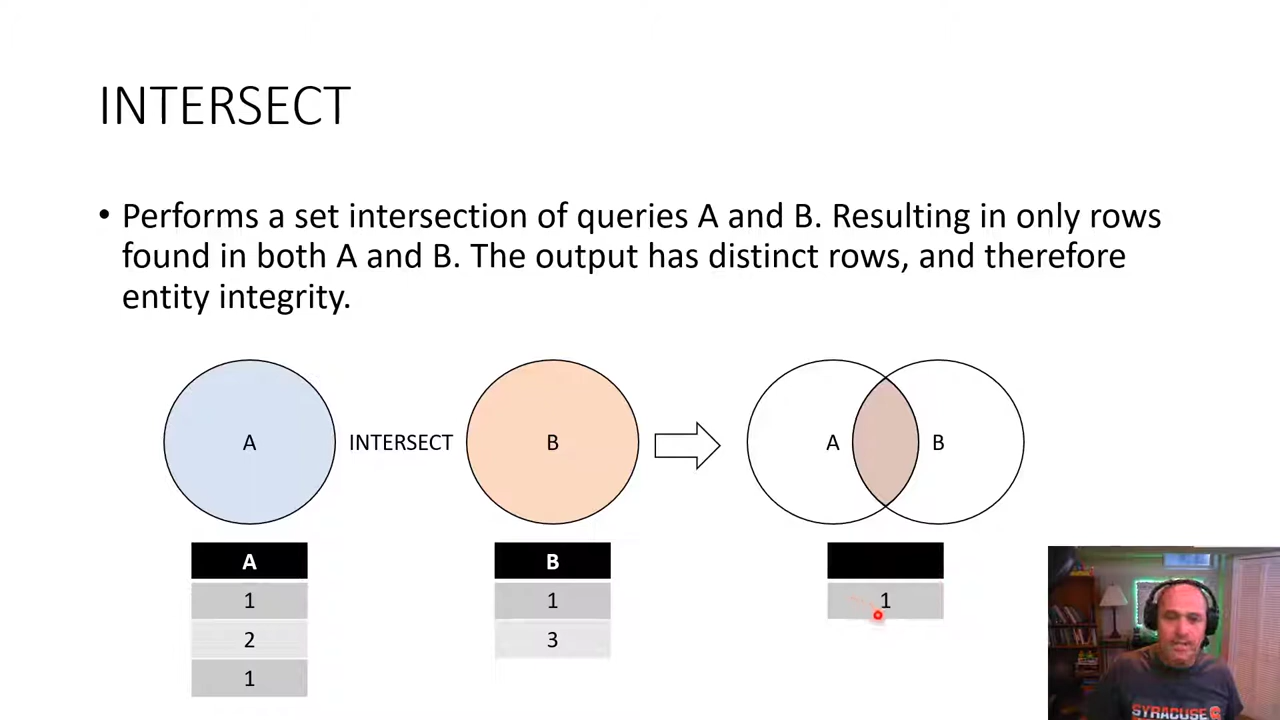 INTERSECT
• Performs a set intersection of queries A and B. Resulting in only rows
found in both A and B. The output has distinct rows, and therefore
entity integrity.
A INTERSECT B A B
A B
1 1 1
2 3
1
SYRACUSE